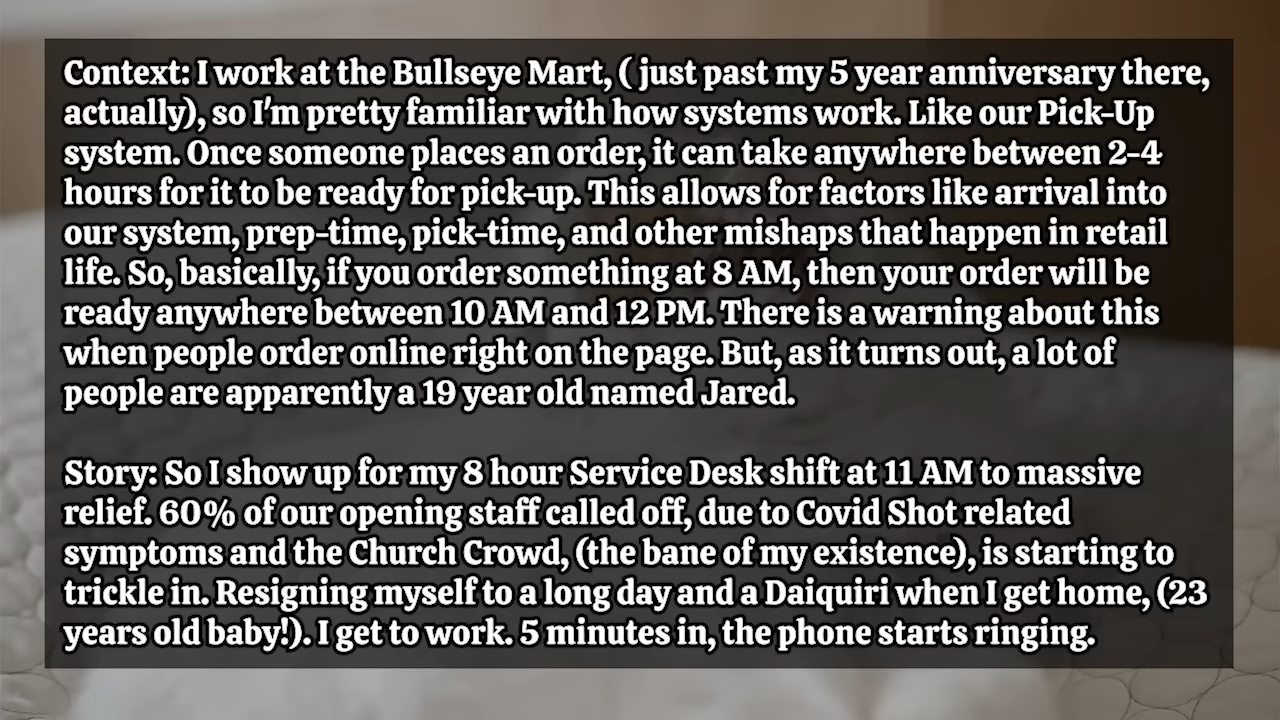 Context: I work at the Bullseye Mart, ( just past my 5 year anniversary there,
actually), so I'm pretty familiar with how systems work. Like our Pick-Up
system. Once someone places an order, it can take anywhere between 2-4
hours for it to be ready for pick-up. This allows for factors like arrival into
our system, prep-time, pick-time, and other mishaps that happen in retail
life. So, basically, if you order something at 8 AM, then your order will be
ready anywhere between 10 AM and 12 PM. There is a warning about this
when people order online right on the page. But, as it turns out, a lot of
people are apparently a 19 year old named Jared.
Story: So I show up for my 8 hour Service Desk shift at 11 AM to massive
relief. 60% of our opening staff called off, due to Covid Shot related
symptoms and the Church Crowd, (the bane of my existence), is starting to
trickle in. Resigning myself to a long day and a Daiquiri when I get home, (23
years old baby!). I get to work. 5 minutes in, the phone starts ringing.